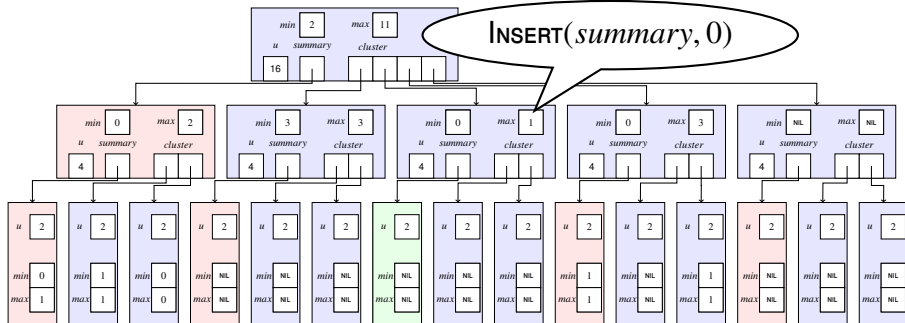 min 2 max 11
INSERT(summary, 0)
u summary cluster
16
min 0 max 2 min 3 max 3 min 0 max 1 min 0 max 3 min NIL max NIL
u summary cluster u summary cluster u summary cluster u summary cluster u summary cluster
4 4 4 4 4
u 2 u 2 u 2 u 2 u 2 u 2 u 2 u 2 u 2 u 2 u 2 u 2 u 2 u 2 u 2
min 0 min 1 min 0 min NIL min NIL min NIL min NIL min NIL min NIL min 1 min NIL min 1 min NIL min NIL min NIL
max 1 max 1 max 0 max NIL max NIL max NIL max NIL max NIL max NIL max 1 max NIL max 1 max NIL max NIL max NIL